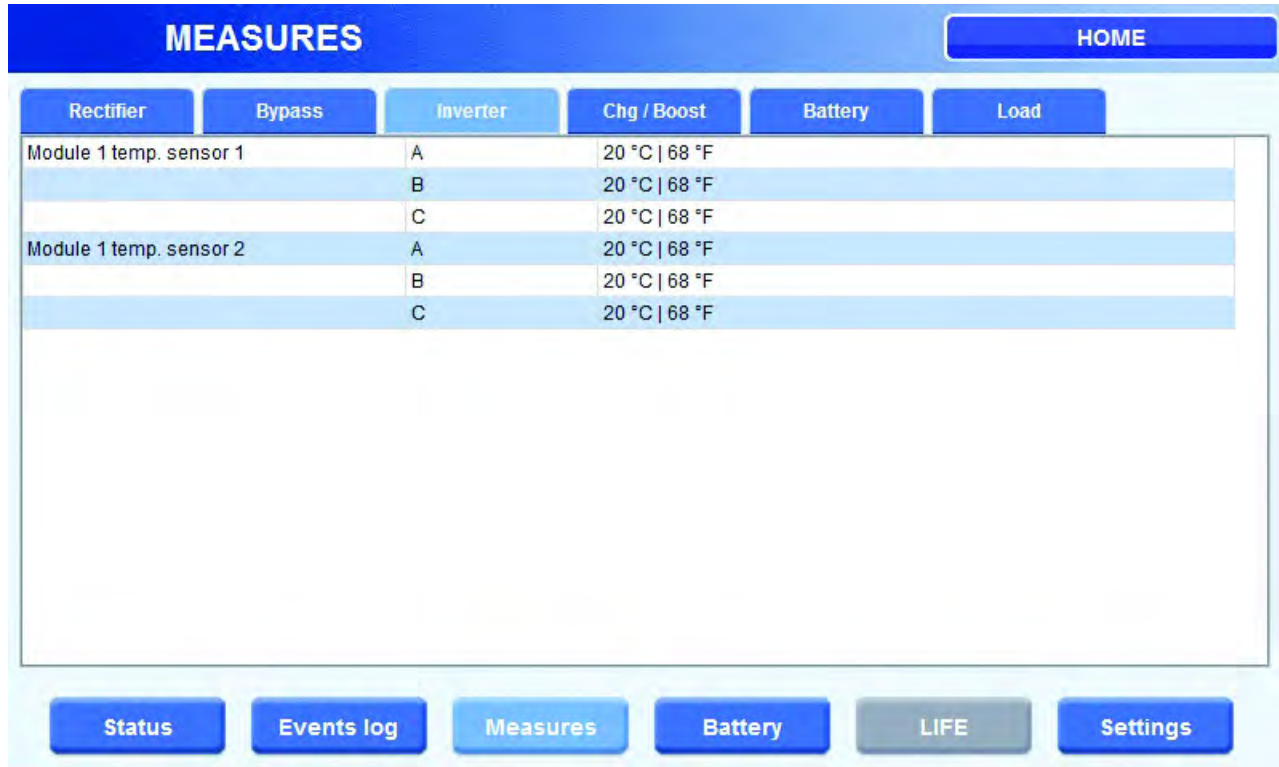 MEASURES HOME
Rectifier Bypass Inverter Chg / Boost Battery Load
Module 1 temp. sensor 1 A 20 °C | 68 °F
B 20 °C | 68 °F
C 20 °C | 68 °F
Module 1 temp. sensor 2 A 20 °C | 68 °F
B 20 °C | 68 °F
C 20 °C | 68 °F
Status Events log Measures Battery LIFE Settings